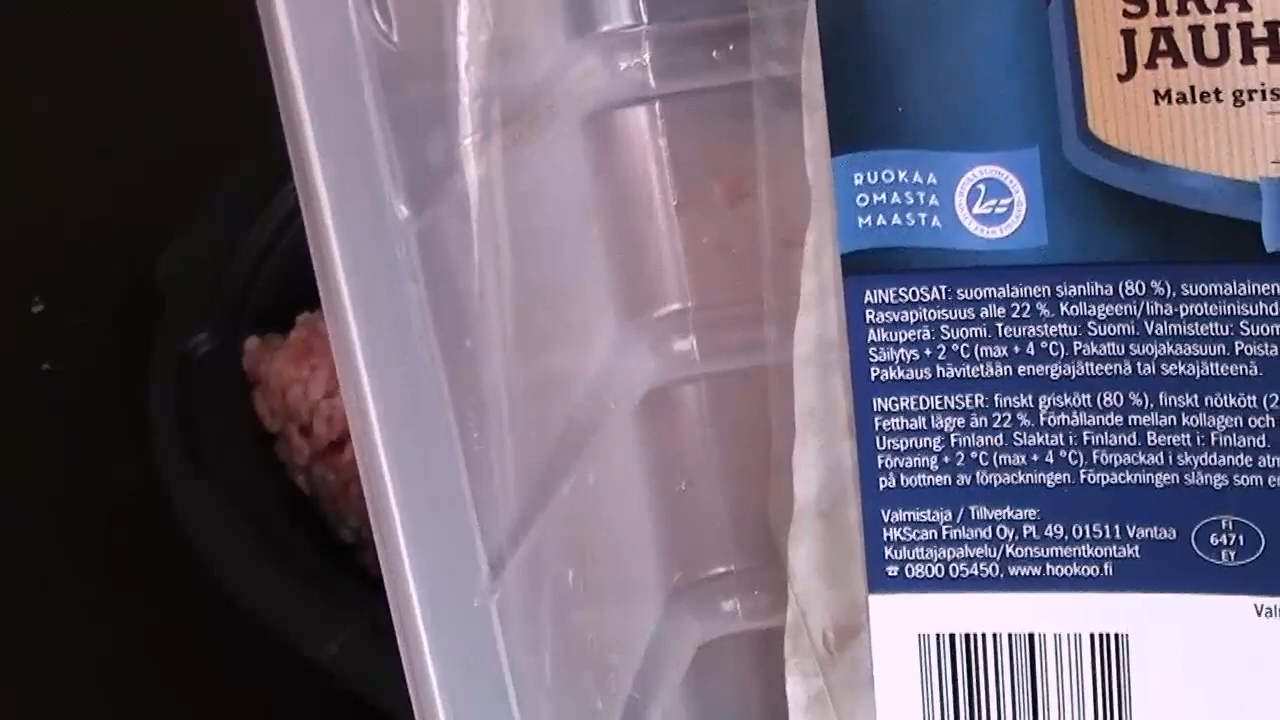 SIKA
JAUH
Malet gris
RUOKAA
OMASTA
MAASTA
AINESOSAT: suomalainen sianliha (80 %), suomalainen
Rasvapitoisuus alle 22 %. Kollageeni/liha-proteiinisuhd
Alkuperä: Suomi. Teurastettu: Suomi. Valmistettu: Suom
Säilytys + 2 °C (max + 4 °C). Pakattu suojakaasuun. Poista
Pakkaus hävitetään energiajätteenä tai sekajätteenä.
INGREDIENSER: finskt griskött (80 %), finskt nötkött (2
Fetthalt lägre än 22 %. Förhållande mellan kollagen och
Ursprung: Finland. Slaktat i: Finland. Berett i: Finland.
Förvaring + 2 °C (max + 4 °C). Förpackad i skyddande atm
på bottnen av förpackningen. Förpackningen slängs som e
Valmistaja / Tillverkare:
HKScan Finland Oy, PL 49, 01511 Vantaa
Kuluttajapalvelu/Konsumentkontakt
☎ 0800 05450, www.hookoo.fi
FI
6471
EY
Val